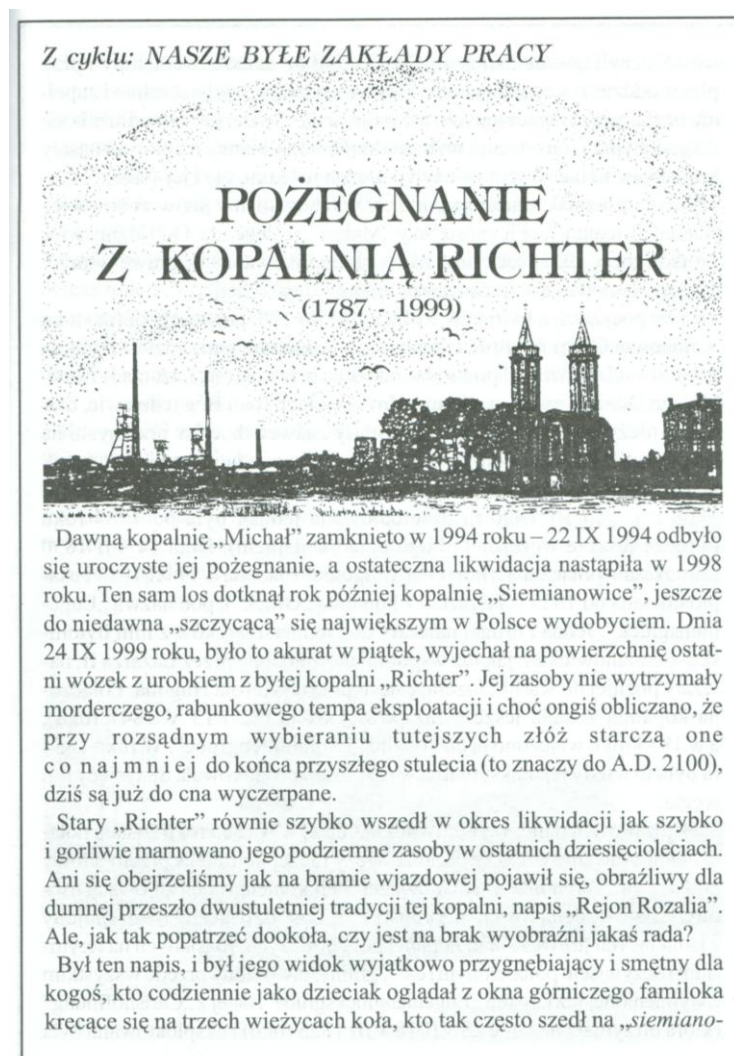 Z cyklu: NASZE BYŁE ZAKŁADY PRACY
POŻEGNANIE
Z KOPALNIĄ RICHTER
(1787 - 1999)
Dawną kopalnię „Michał” zamknięto w 1994 roku – 22 IX 1994 odbyło
się uroczyste jej pożegnanie, a ostateczna likwidacja nastąpiła w 1998
roku. Ten sam los dotknął rok później kopalnię „Siemianowice”, jeszcze
do niedawna „szczycącą” się największym w Polsce wydobyciem. Dnia
24 IX 1999 roku, było to akurat w piątek, wyjechał na powierzchnię ostat-
ni wózek z urobkiem z byłej kopalni „Richter”. Jej zasoby nie wytrzymały
morderczego, rabunkowego tempa eksploatacji i choć ongiś obliczano, że
przy rozsądnym wybieraniu tutejszych złóż starczą one
c o n a j m n i e j do końca przyszłego stulecia (to znaczy do A.D. 2100),
dziś są już do cna wyczerpane.
Stary „Richter” równie szybko wszedł w okres likwidacji jak szybko
i gorliwie marnowano jego podziemne zasoby w ostatnich dziesięcioleciach.
Ani się obejrzeliśmy jak na bramie wjazdowej pojawił się, obraźliwy dla
dumnej przeszło dwustuletniej tradycji tej kopalni, napis „Rejon Rozalia”.
Ale, jak tak popatrzeć dookoła, czy jest na brak wyobraźni jakaś rada?
Był ten napis, i był jego widok wyjątkowo przygnębiający i smętny dla
kogoś, kto codziennie jako dzieciak oglądał z okna górniczego familoka
kręcące się na trzech wieżycach koła, kto tak często szedł na „siemiano-